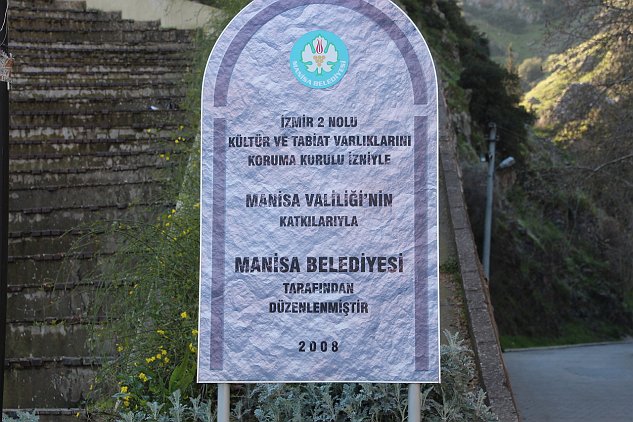 MANİSA BELEDİYESİ
İZMİR 2 NOLU
KÜLTÜR VE TABİAT VARLIKLARINI
KORUMA KURULU İZNİYLE
MANİSA VALİLİĞİ'NİN
KATKILARIYLA
MANİSA BELEDİYESİ
TARAFINDAN
DÜZENLENMİŞTİR
2008